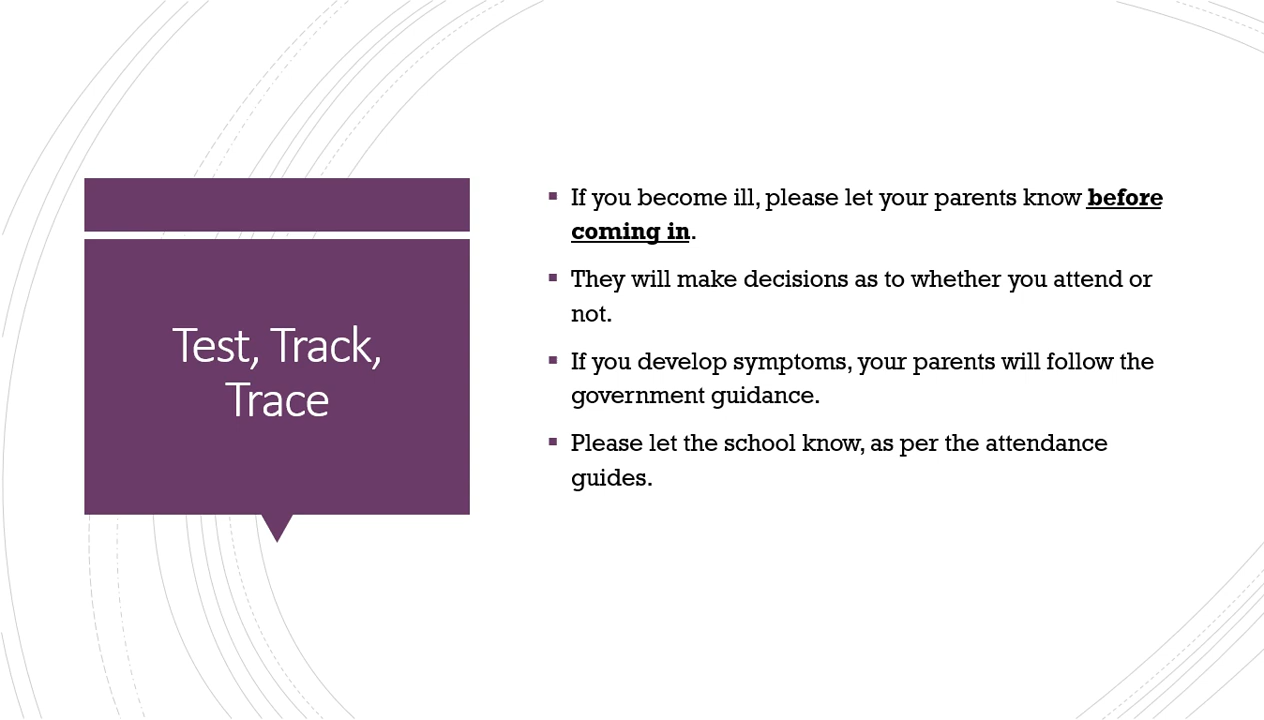 Test, Track,
Trace
▪ If you become ill, please let your parents know before
coming in.
▪ They will make decisions as to whether you attend or
not.
▪ If you develop symptoms, your parents will follow the
government guidance.
▪ Please let the school know, as per the attendance
guides.